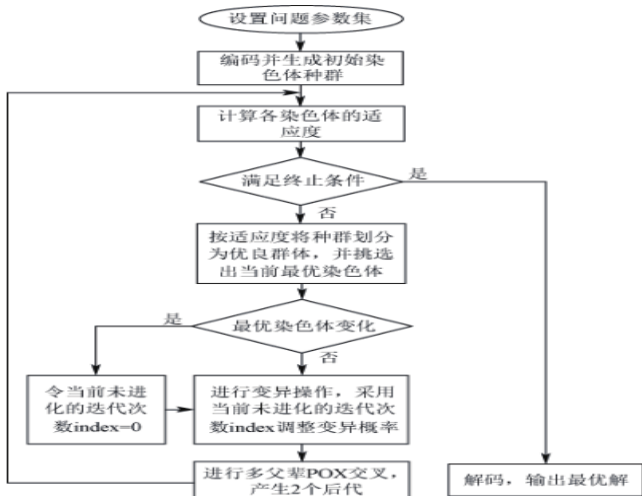 设置问题参数集
编码并生成初始染
色体种群
计算各染色体的适
应度
满足终止条件
是
否
按适应度将种群划分
为优良群体，并挑选
出当前最优染色体
是
最优染色体变化
否
令当前未进
化的迭代次
数index=0
进行变异操作，采用
当前未进化的迭代次
数index调整变异概率
进行多父辈POX交叉，
产生2个后代
解码，输出最优解